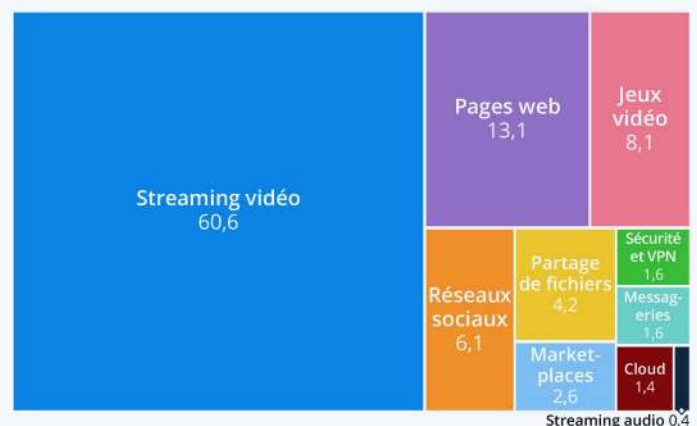 Streaming vidéo
60,6
Pages web
13,1
Jeux
vidéo
8,1
Réseaux
sociaux
6,1
Partage
de fichiers
4,2
Market-
places
2,6
Sécurité
et VPN
1,6
Messag-
eries
1,6
Cloud
1,4
Streaming audio 0,4